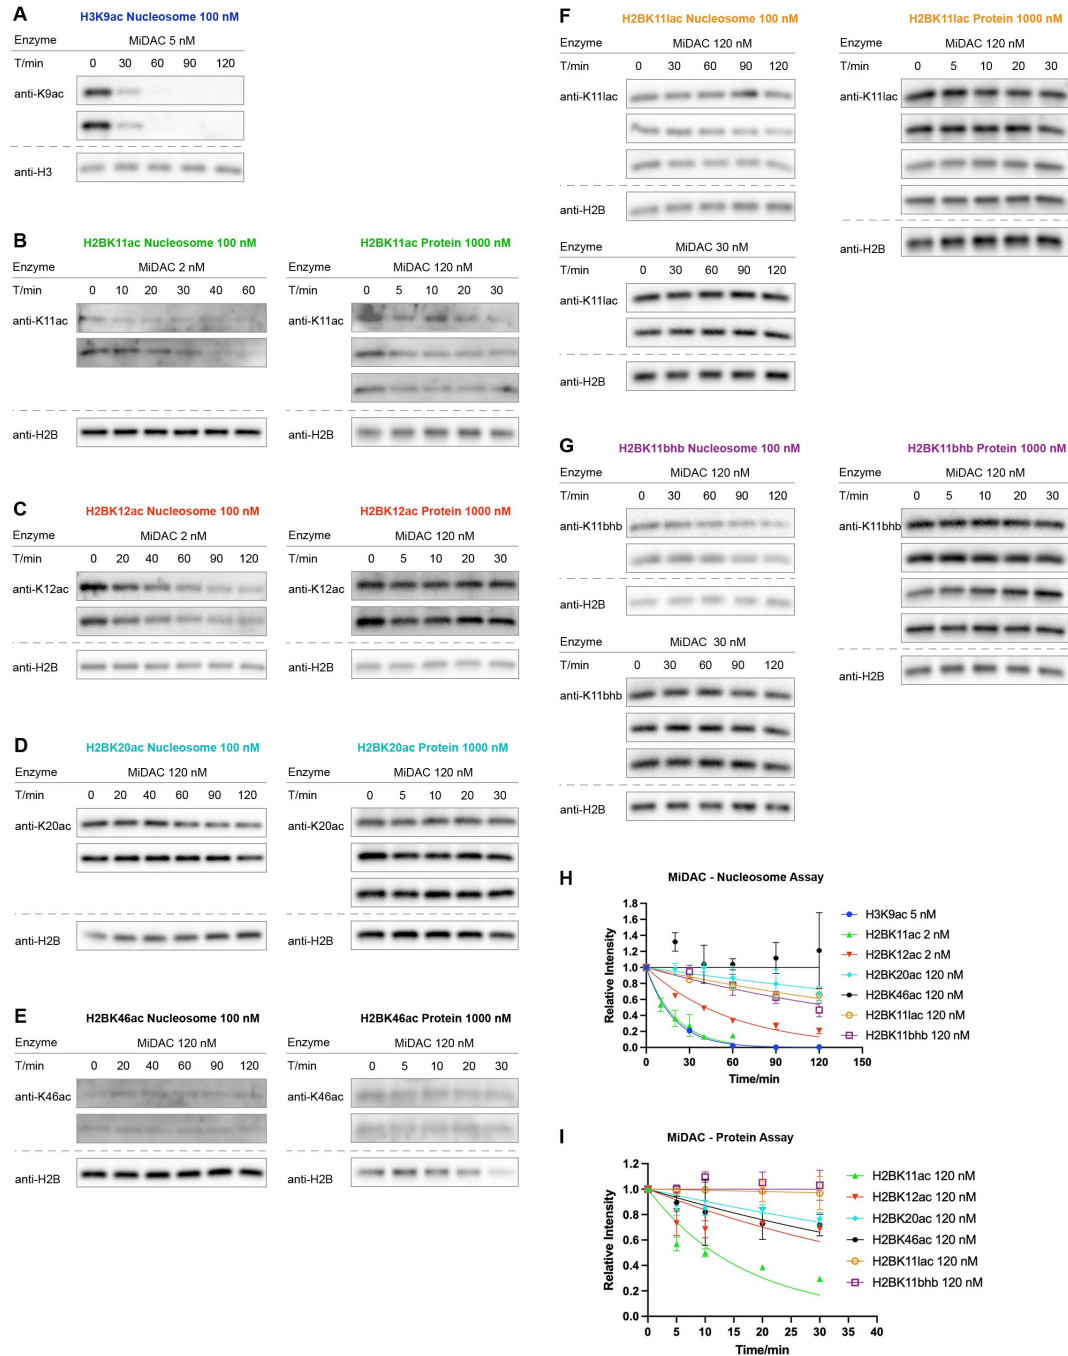 A
H3K9ac Nucleosome 100 nM
Enzyme MiDAC 5 nM
T/min 0 30 60 90 120
anti-K9ac
anti-H3
B
H2BK11ac Nucleosome 100 nM
Enzyme MiDAC 2 nM
T/min 0 10 20 30 40 60
anti-K11ac
anti-H2B
H2BK11ac Protein 1000 nM
Enzyme MiDAC 120 nM
T/min 0 5 10 20 30
anti-K11ac
anti-H2B
C
H2BK12ac Nucleosome 100 nM
Enzyme MiDAC 2 nM
T/min 0 20 40 60 90 120
anti-K12ac
anti-H2B
H2BK12ac Protein 1000 nM
Enzyme MiDAC 120 nM
T/min 0 5 10 20 30
anti-K12ac
anti-H2B
D
H2BK20ac Nucleosome 100 nM
Enzyme MiDAC 120 nM
T/min 0 20 40 60 90 120
anti-K20ac
anti-H2B
H2BK20ac Protein 1000 nM
Enzyme MiDAC 120 nM
T/min 0 5 10 20 30
anti-K20ac
anti-H2B
E
H2BK46ac Nucleosome 100 nM
Enzyme MiDAC 120 nM
T/min 0 20 40 60 90 120
anti-K46ac
anti-H2B
H2BK46ac Protein 1000 nM
Enzyme MiDAC 120 nM
T/min 0 5 10 20 30
anti-K46ac
anti-H2B
F
H2BK11lac Nucleosome 100 nM
Enzyme MiDAC 120 nM
T/min 0 30 60 90 120
anti-K11lac
anti-H2B
Enzyme MiDAC 30 nM
T/min 0 30 60 90 120
anti-K11lac
anti-H2B
H2BK11lac Protein 1000 nM
Enzyme MiDAC 120 nM
T/min 0 5 10 20 30
anti-K11lac
anti-H2B
G
H2BK11bhb Nucleosome 100 nM
Enzyme MiDAC 120 nM
T/min 0 30 60 90 120
anti-K11bhb
anti-H2B
Enzyme MiDAC 30 nM
T/min 0 30 60 90 120
anti-K11bhb
anti-H2B
H2BK11bhb Protein 1000 nM
Enzyme MiDAC 120 nM
T/min 0 5 10 20 30
anti-K11bhb
anti-H2B
H
MiDAC - Nucleosome Assay
Relative Intensity
1.8
1.6
1.4
1.2
1.0
0.8
0.6
0.4
0.2
0.0
0 30 60 90 120 150
Time/min
H3K9ac 5 nM
H2BK11ac 2 nM
H2BK12ac 2 nM
H2BK20ac 120 nM
H2BK46ac 120 nM
H2BK11lac 120 nM
H2BK11bhb 120 nM
I
MiDAC - Protein Assay
Relative Intensity
1.2
1.0
0.8
0.6
0.4
0.2
0.0
0 5 10 15 20 25 30 35 40
Time/min
H2BK11ac 120 nM
H2BK12ac 120 nM
H2BK20ac 120 nM
H2BK46ac 120 nM
H2BK11lac 120 nM
H2BK11bhb 120 nM